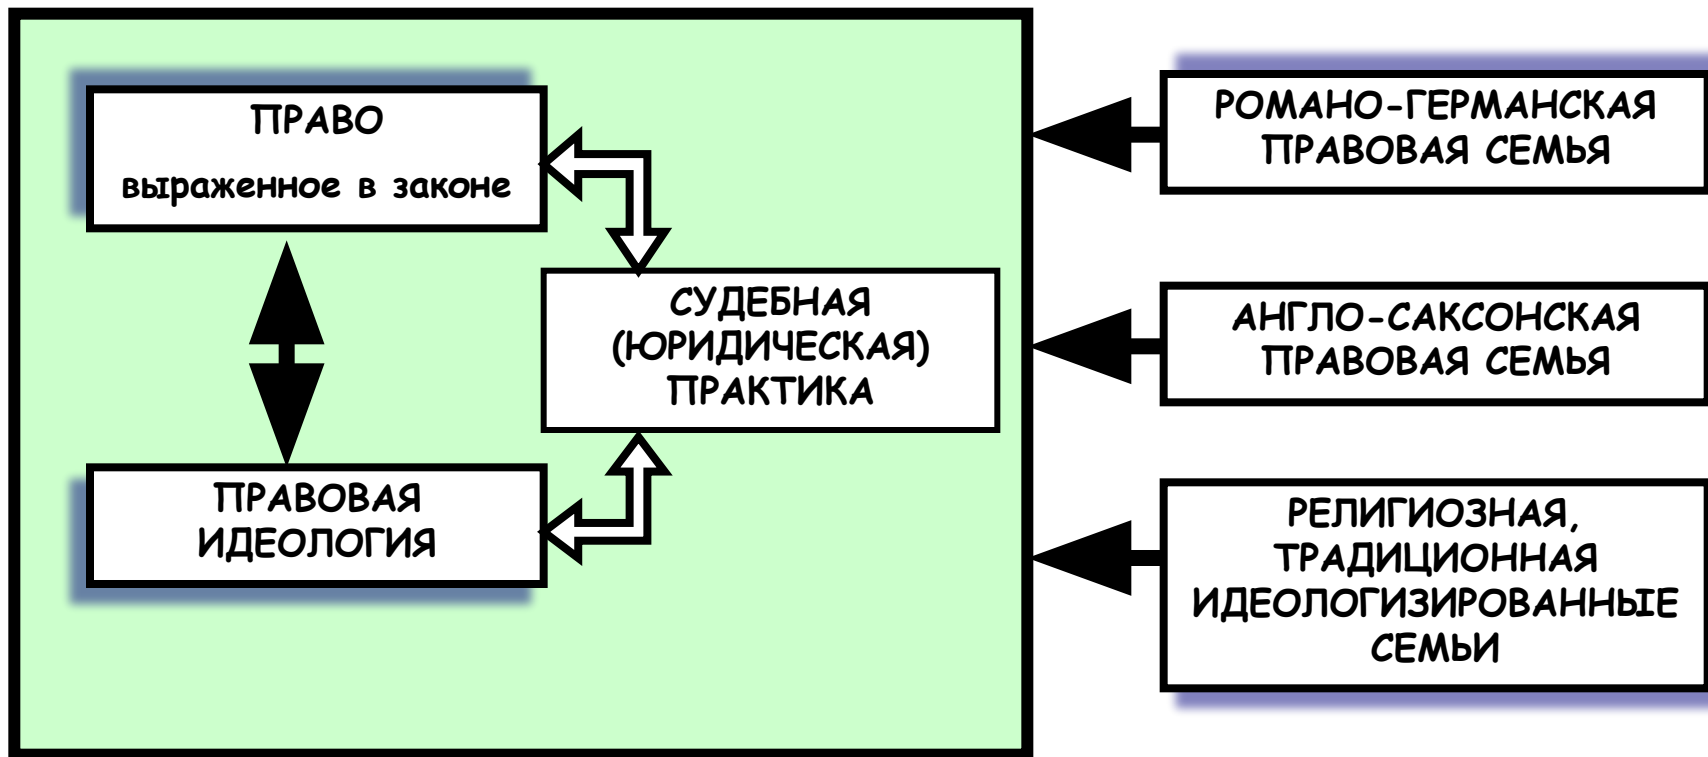 ПРАВО
выраженное в законе
СУДЕБНАЯ
(ЮРИДИЧЕСКАЯ)
ПРАКТИКА
ПРАВОВАЯ
ИДЕОЛОГИЯ
РОМАНО-ГЕРМАНСКАЯ
ПРАВОВАЯ СЕМЬЯ
АНГЛО-САКСОНСКАЯ
ПРАВОВАЯ СЕМЬЯ
РЕЛИГИОЗНАЯ,
ТРАДИЦИОННАЯ
ИДЕОЛОГИЗИРОВАННЫЕ
СЕМЬИ